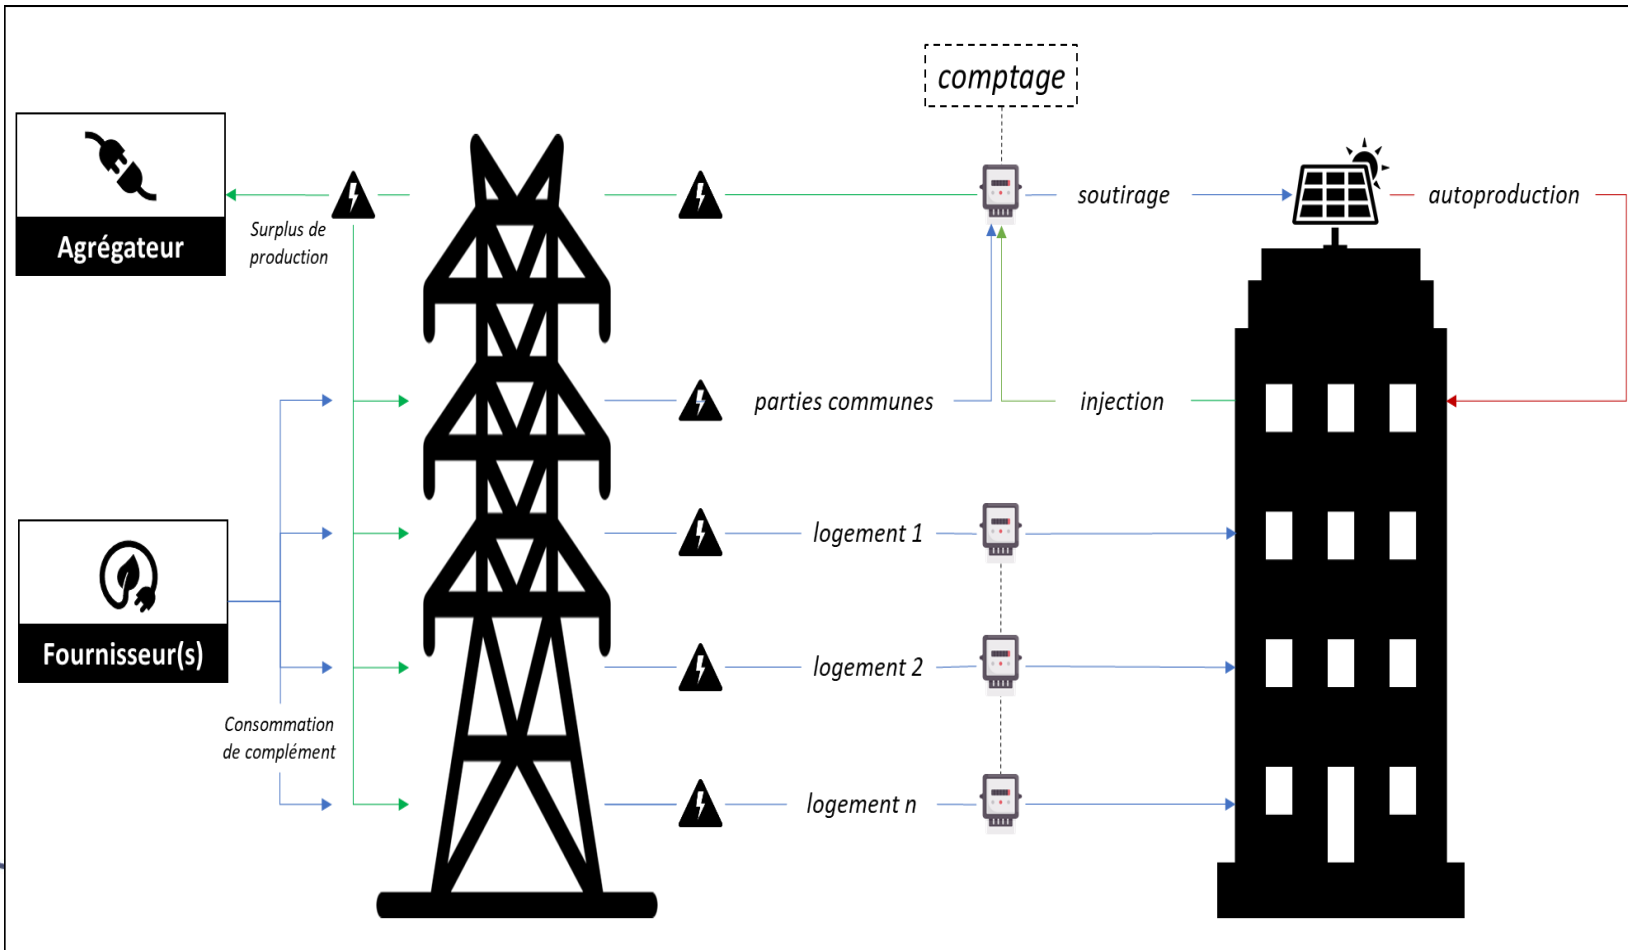 comptage
Agrégateur
Surplus de
production
soutirage
autoproduction
parties communes
injection
logement 1
Fournisseur(s)
logement 2
Consommation
de complément
logement n